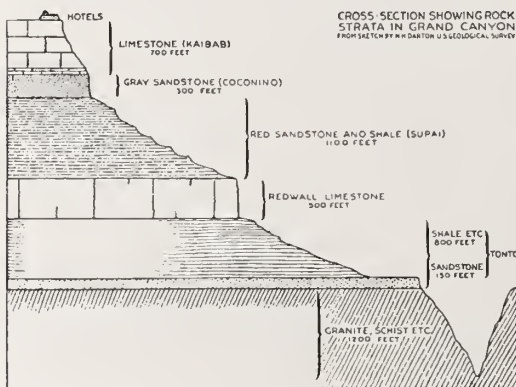 CROSS-SECTION SHOWING ROCK
STRATA IN GRAND CANYON
FROM SKETCH BY N H DARTON U.S GEOLOGICAL SURVEY
HOTELS
LIMESTONE (KAIBAB)
700 FEET
GRAY SANDSTONE (COCONINO)
300 FEET
RED SANDSTONE AND SHALE (SUPAI)
1100 FEET
REDWALL LIMESTONE
500 FEET
SHALE ETC
800 FEET
SANDSTONE
150 FEET
TONTO
GRANITE, SCHIST ETC.
1200 FEET